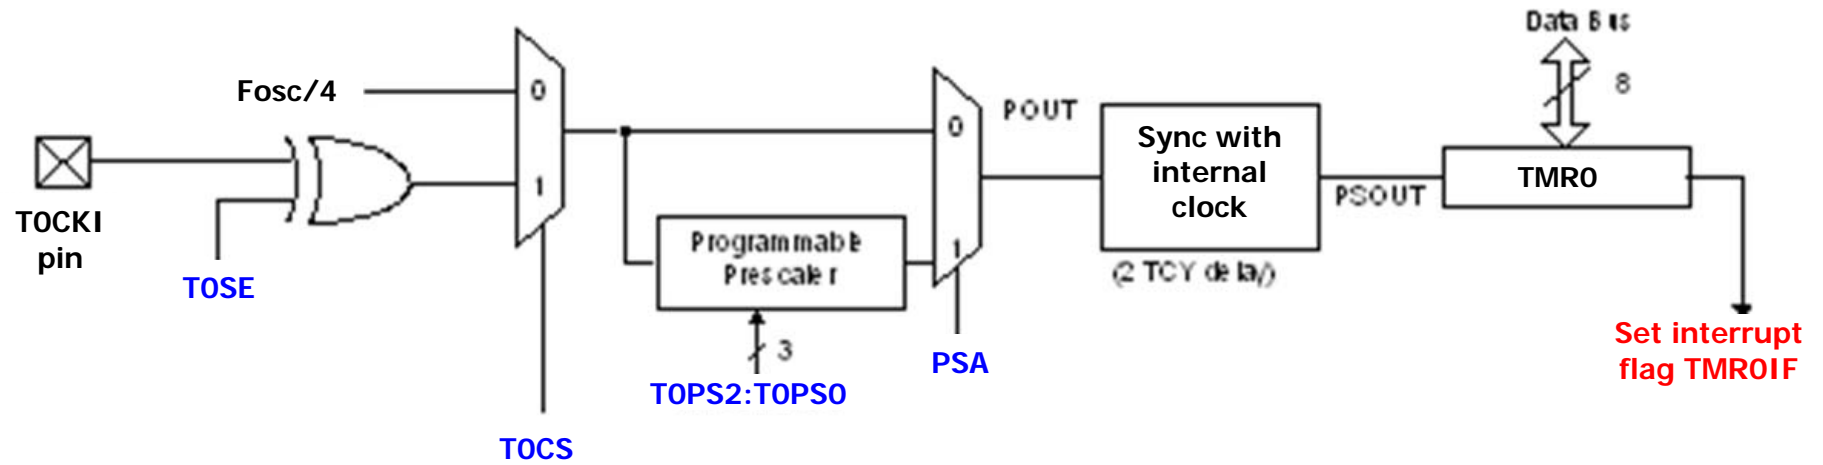 Data Bus
8
Fosc/4
0
1
T0CKI
pin
T0SE
T0CS
Programmable
Prescaler
3
T0PS2:T0PS0
0
1
PSA
POUT
Sync with
internal
clock
(2 TCY delay)
PSOUT
TMR0
Set interrupt
flag TMR0IF